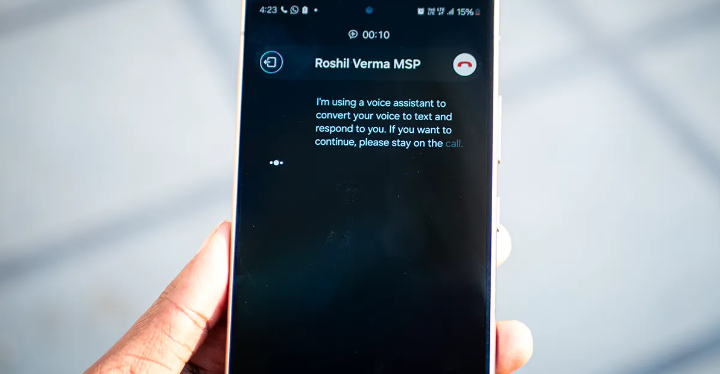 4:23 15%
00:10
Roshil Verma MSP
I'm using a voice assistant to
convert your voice to text and
respond to you. If you want to
continue, please stay on the call.